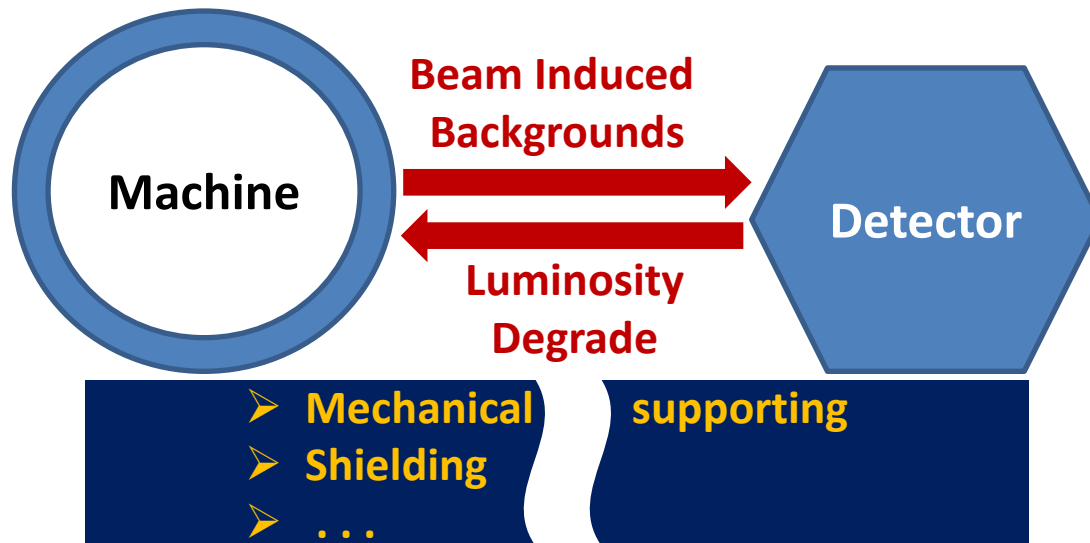 Beam Induced
Backgrounds
Machine
Detector
Luminosity
Degrade
➢ Mechanical supporting
➢ Shielding
➢ . . .